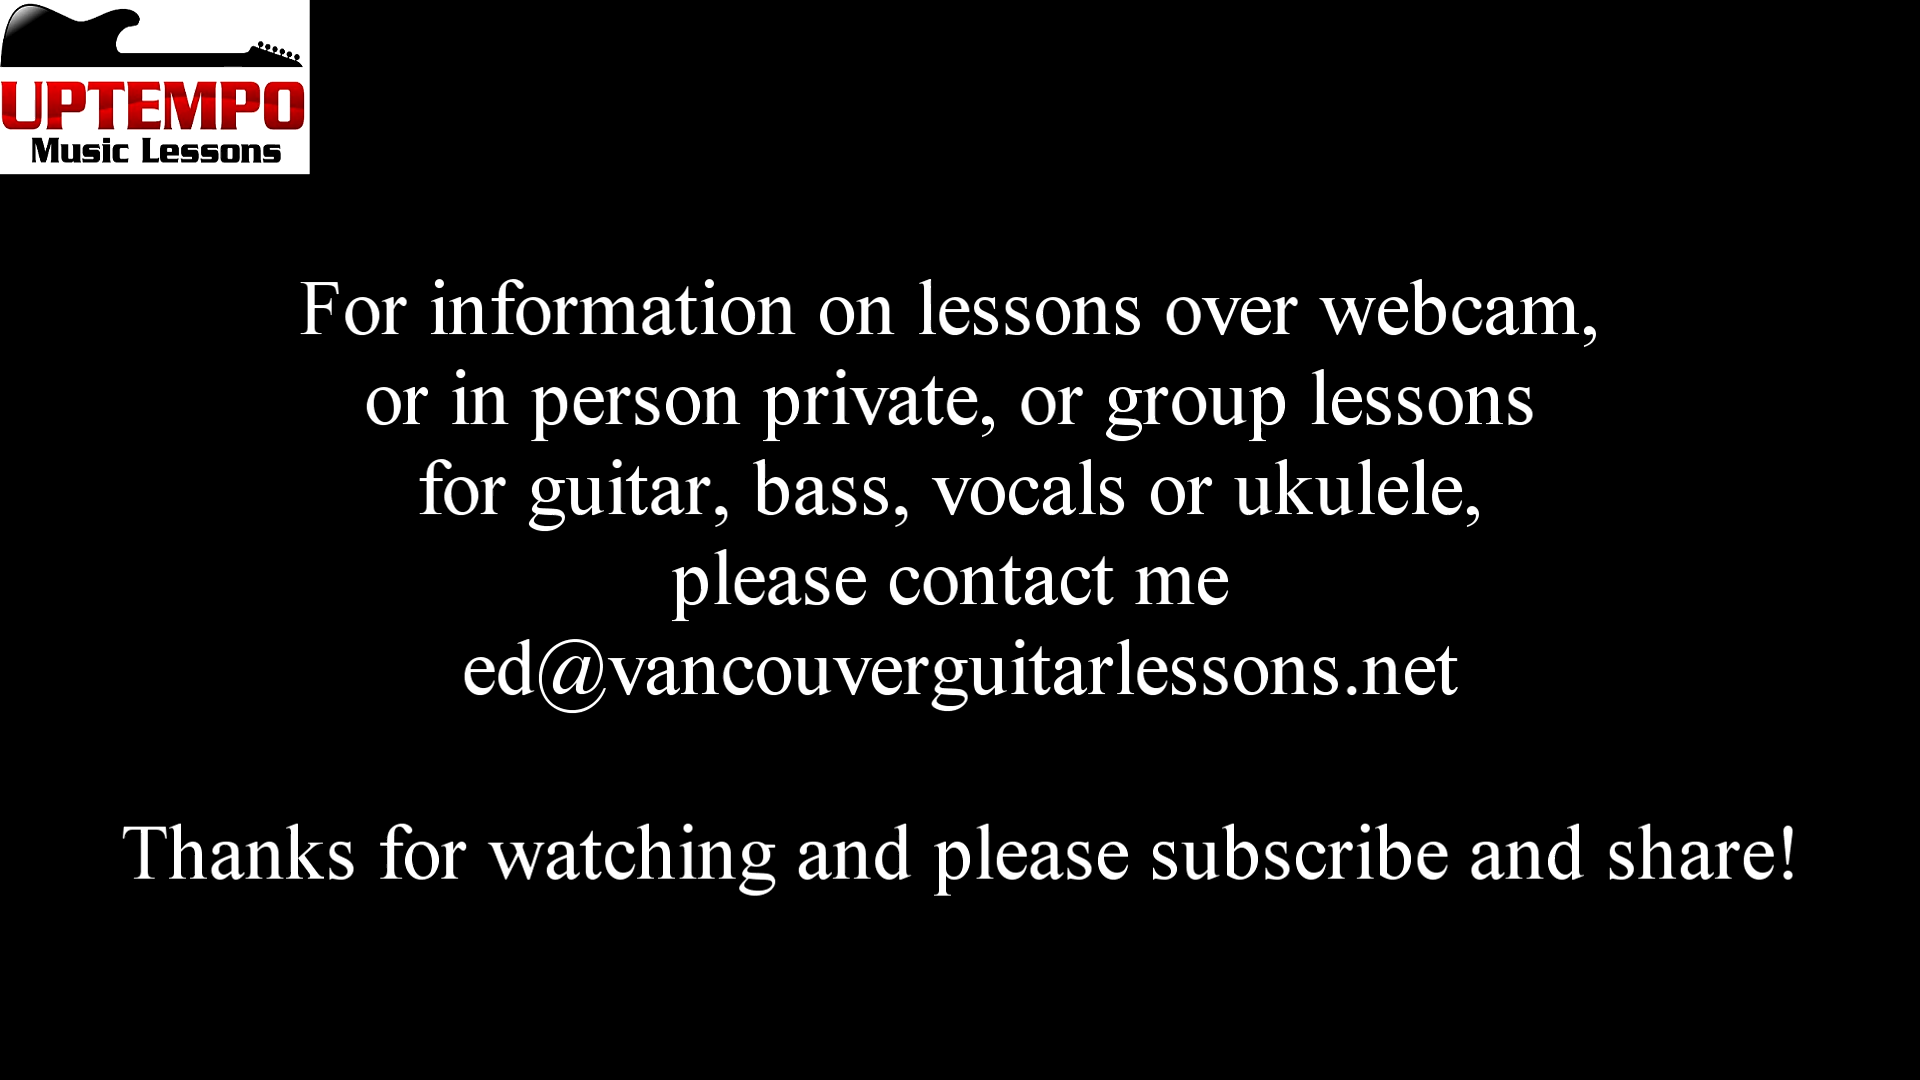 UPTEMPO
Music Lessons
For information on lessons over webcam,
or in person private, or group lessons
for guitar, bass, vocals or ukulele,
please contact me
ed@vancouverguitarlessons.net
Thanks for watching and please subscribe and share!